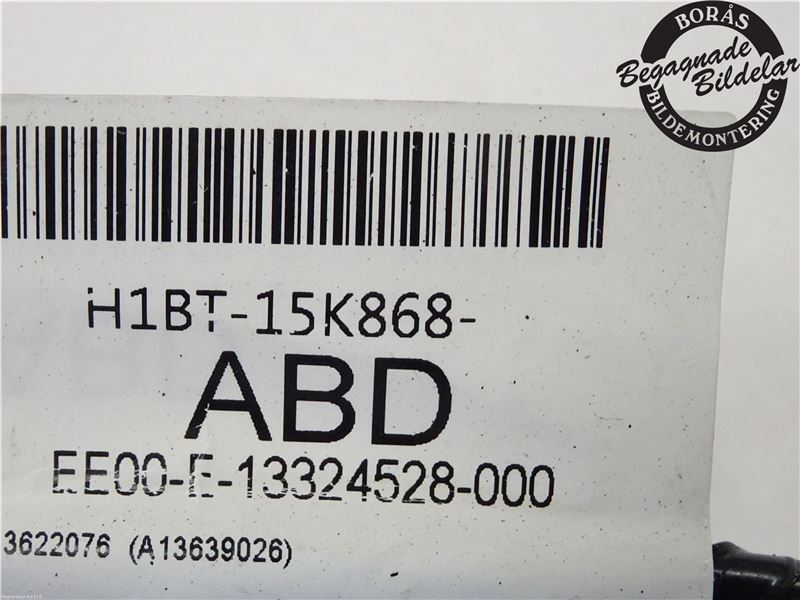 BORÅS
Begagnade
Bildelar
BILDEMONTERING
H1BT-15K868-
ABD
EE00-E-13324528-000
3622076 (A13639026)